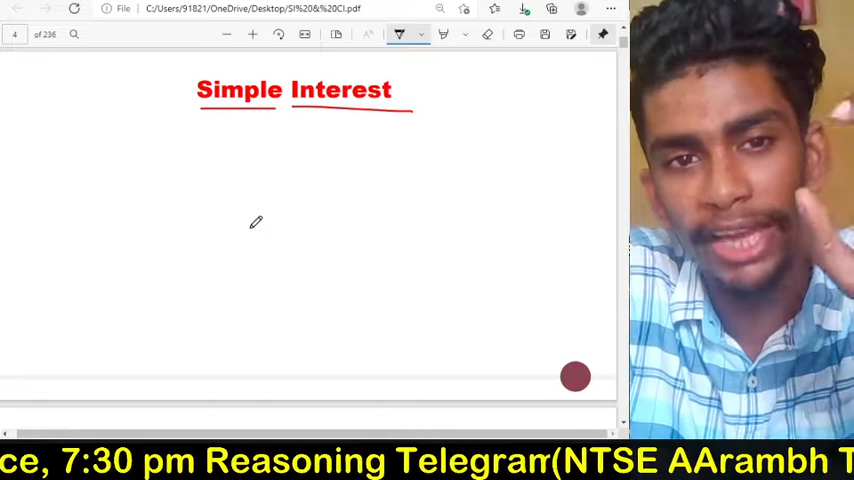 File C:/Users/91821/OneDrive/Desktop/SI%20&%20CI.pdf
4 of 236
Simple Interest
ce, 7:30 pm Reasoning Telegram(NTSE AArambh T